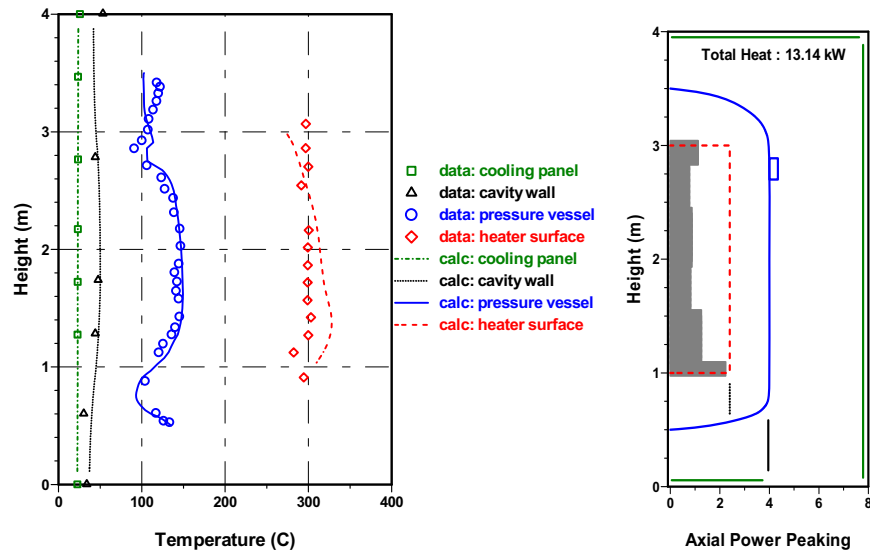 4
3
2
1
0
Height (m)
0
100
200
300
400
Temperature (C)
data: cooling panel
data: cavity wall
data: pressure vessel
data: heater surface
calc: cooling panel
calc: cavity wall
calc: pressure vessel
calc: heater surface
Total Heat : 13.14 kW
4
3
2
1
0
Height (m)
0
2
4
6
8
Axial Power Peaking